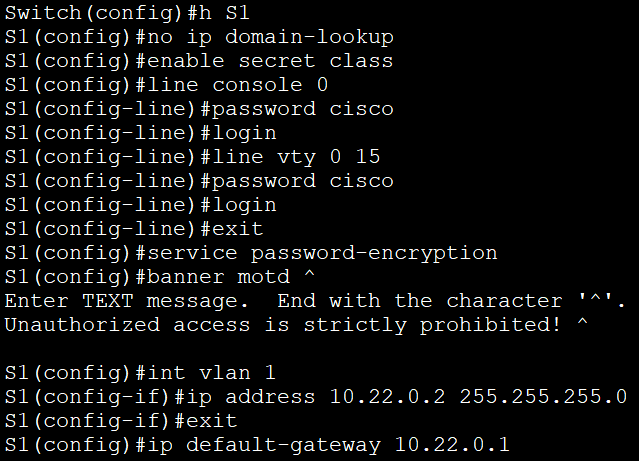 Switch(config)#h S1
S1(config)#no ip domain-lookup
S1(config)#enable secret class
S1(config)#line console 0
S1(config-line)#password cisco
S1(config-line)#login
S1(config-line)#line vty 0 15
S1(config-line)#password cisco
S1(config-line)#login
S1(config-line)#exit
S1(config)#service password-encryption
S1(config)#banner motd ^
Enter TEXT message.  End with the character '^'.
Unauthorized access is strictly prohibited! ^
S1(config)#int vlan 1
S1(config-if)#ip address 10.22.0.2 255.255.255.0
S1(config-if)#exit
S1(config)#ip default-gateway 10.22.0.1